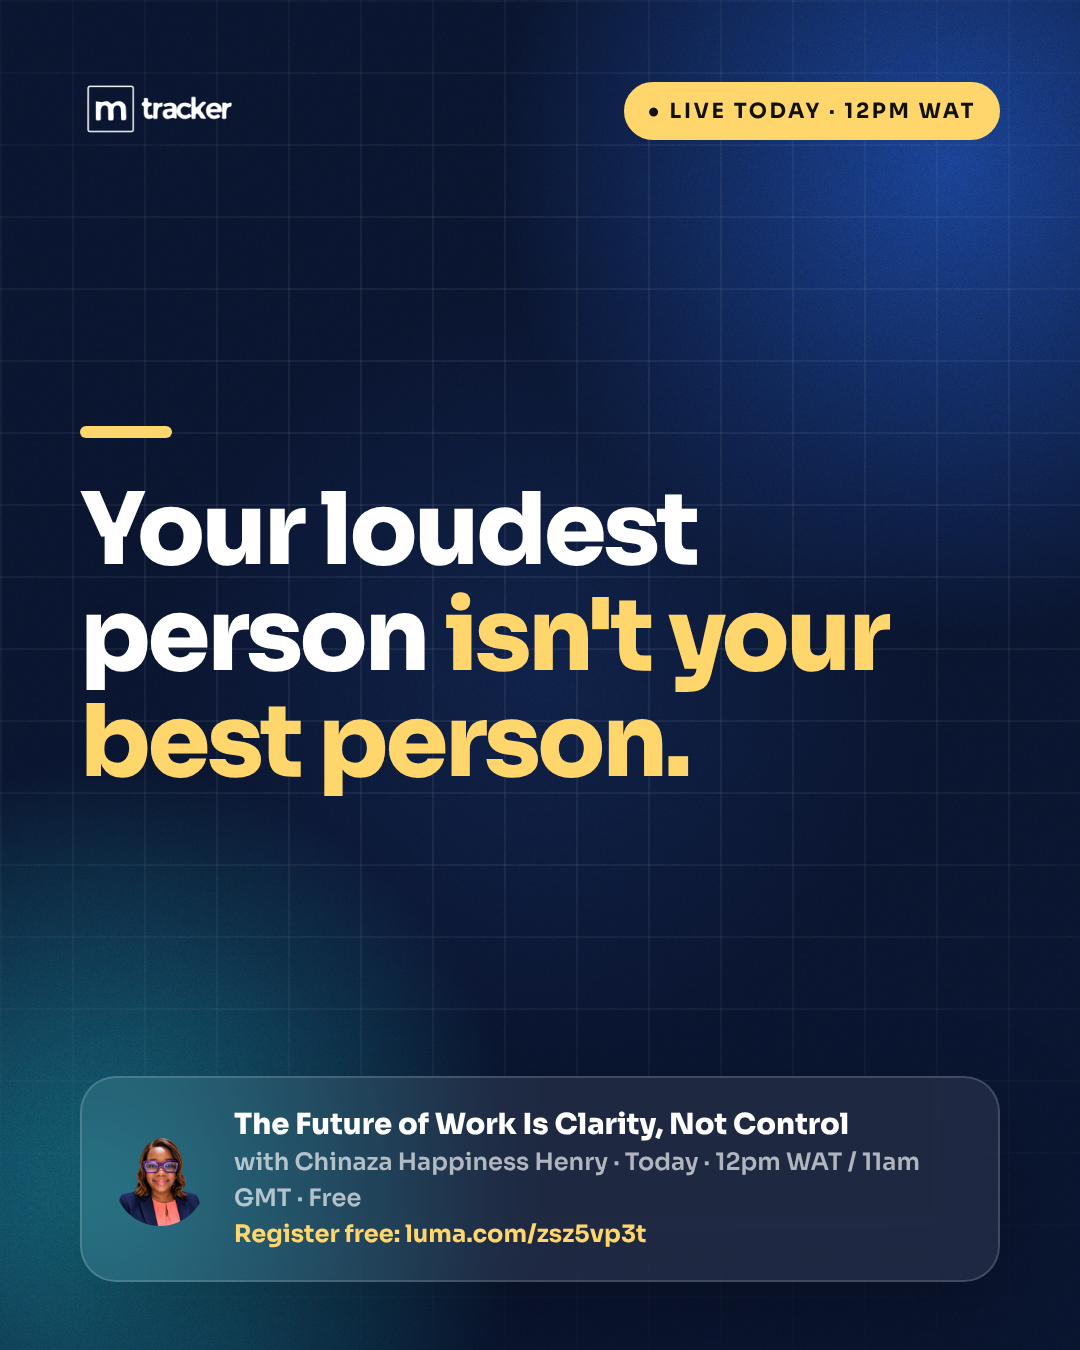 m tracker
• LIVE TODAY · 12PM WAT
Your loudest
person isn't your
best person.
The Future of Work Is Clarity, Not Control
with Chinaza Happiness Henry · Today · 12pm WAT / 11am
GMT · Free
Register free: luma.com/zsz5vp3t